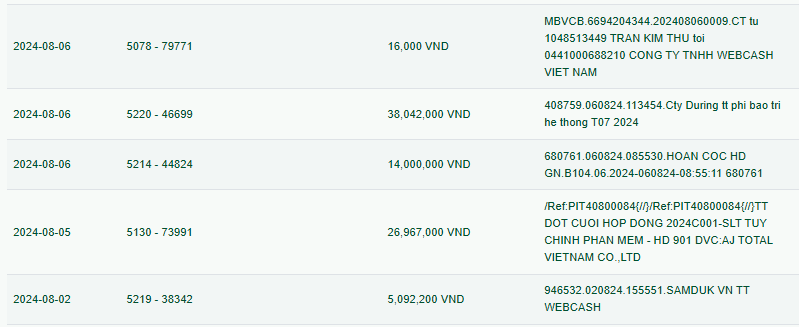 2024-08-06 5078 - 79771 16,000 VND MBVCB.6694204344.202408060009.CT tu
1048513449 TRAN KIM THU toi
0441000688210 CONG TY TNHH WEBCASH
VIET NAM
2024-08-06 5220 - 46699 38,042,000 VND 408759.060824.113454.Cty During tt phi bao tri
he thong T07 2024
2024-08-06 5214 - 44824 14,000,000 VND 680761.060824.085530.HOAN COC HD
GN.B104.06.2024-060824-08:55:11 680761
2024-08-05 5130 - 73991 26,967,000 VND /Ref:PIT40800084{//}/Ref:PIT40800084{//}TT
DOT CUOI HOP DONG 2024C001-SLT TUY
CHINH PHAN MEM - HD 901 DVC:AJ TOTAL
VIETNAM CO.,LTD
2024-08-02 5219 - 38342 5,092,200 VND 946532.020824.155551.SAMDUK VN TT
WEBCASH